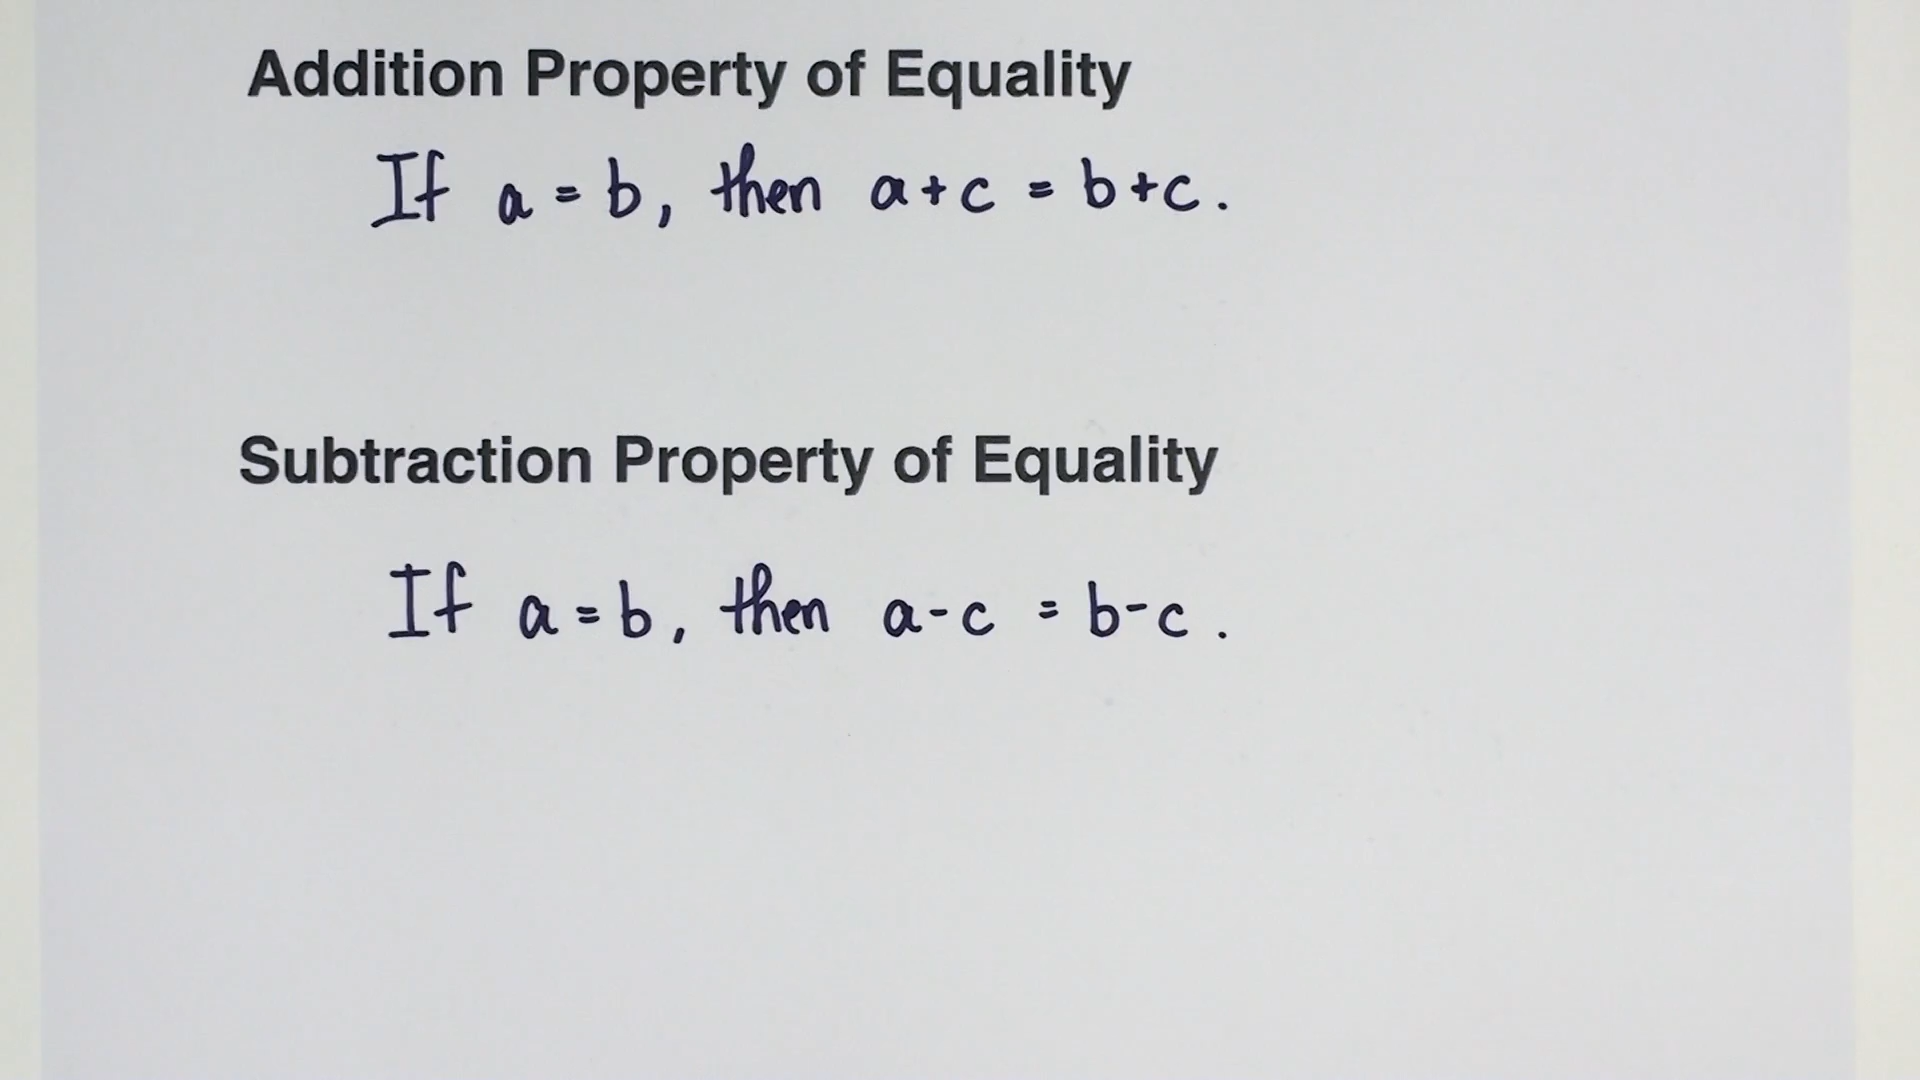 Addition Property of Equality
If a = b, then a + c = b + c.
Subtraction Property of Equality
If a = b, then a - c = b - c.